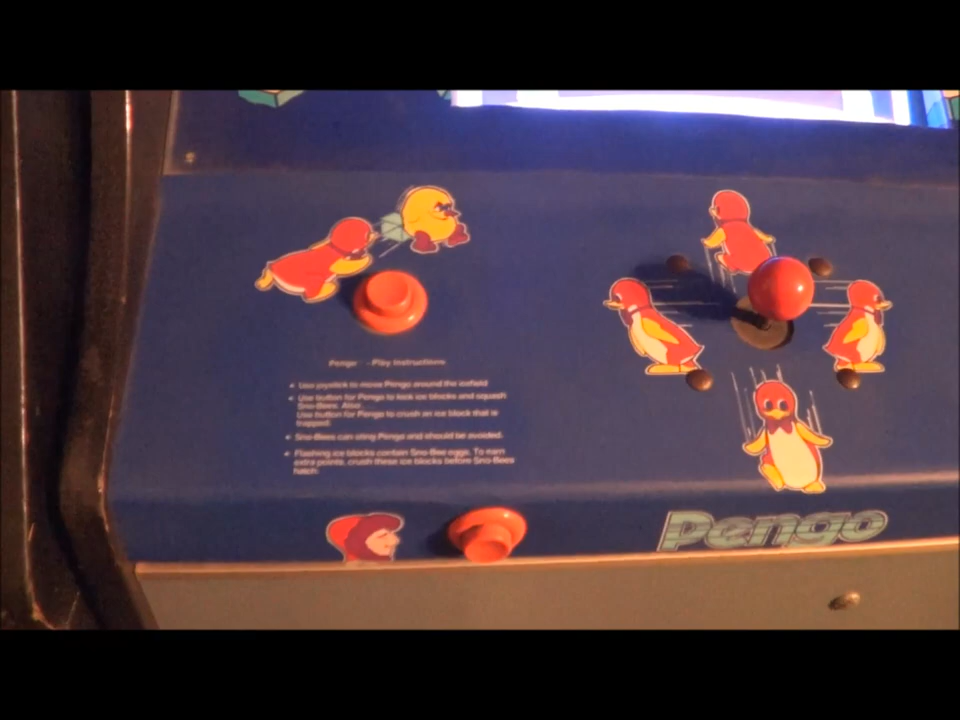 Pengo - Play Instructions
Use joystick to move Pengo around the icefield
Use button for Pengo to kick ice blocks and squash
Sno-Bees. Also
Use button for Pengo to crush an ice block that is
trapped.
Sno-Bees can sting Pengo and should be avoided.
Flashing ice blocks contain Sno-Bee eggs. To earn
extra points, crush these ice blocks before Sno-Bees
hatch.
Pengo